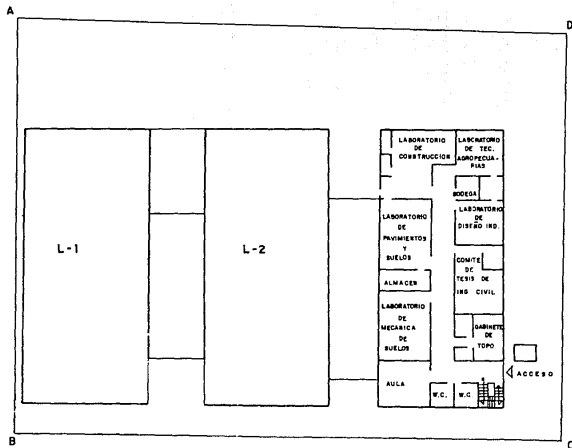 A
D
LABORATORIO
DE
CONSTRUCCION
LABORATORIO
DE TEC.
AGROPECUA-
RIAS
BODEGA
LABORATORIO
DE
PAVIMENTOS
Y
SUELOS
LABORATORIO
DE
DISEÑO IND.
L-1
L-2
COMITE
DE
TESIS DE
ING CIVIL
ALMACEN
LABORATORIO
DE
MECANICA
DE
SUELOS
GABINETE
DE
TOPO
ACCESO
AULA
W.C.
W.C.
B
C